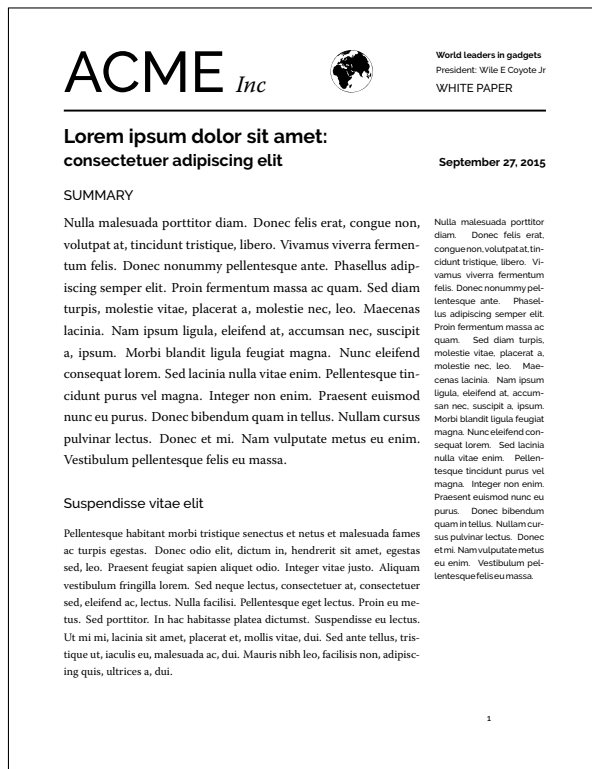 ACME Inc
World leaders in gadgets
President: Wile E Coyote Jr
WHITE PAPER
Lorem ipsum dolor sit amet:
consectetuer adipiscing elit
September 27, 2015
SUMMARY
Nulla malesuada porttitor diam. Donec felis erat, congue non,
volutpat at, tincidunt tristique, libero. Vivamus viverra fermen-
tum felis. Donec nonummy pellentesque ante. Phasellus adip-
iscing semper elit. Proin fermentum massa ac quam. Sed diam
turpis, molestie vitae, placerat a, molestie nec, leo. Maecenas
lacinia. Nam ipsum ligula, eleifend at, accumsan nec, suscipit
a, ipsum. Morbi blandit ligula feugiat magna. Nunc eleifend
consequat lorem. Sed lacinia nulla vitae enim. Pellentesque tin-
cidunt purus vel magna. Integer non enim. Praesent euismod
nunc eu purus. Donec bibendum quam in tellus. Nullam cursus
pulvinar lectus. Donec et mi. Nam vulputate metus eu enim.
Vestibulum pellentesque felis eu massa.
Suspendisse vitae elit
Pellentesque habitant morbi tristique senectus et netus et malesuada fames
ac turpis egestas. Donec odio elit, dictum in, hendrerit sit amet, egestas
sed, leo. Praesent feugiat sapien aliquet odio. Integer vitae justo. Aliquam
vestibulum fringilla lorem. Sed neque lectus, consectetuer at, consectetuer
sed, eleifend ac, lectus. Nulla facilisi. Pellentesque eget lectus. Proin eu me-
tus. Sed porttitor. In hac habitasse platea dictumst. Suspendisse eu lectus.
Ut mi mi, lacinia sit amet, placerat et, mollis vitae, dui. Sed ante tellus, tris-
tique ut, iaculis eu, malesuada ac, dui. Mauris nibh leo, facilisis non, adipisc-
ing quis, ultrices a, dui.
Nulla malesuada porttitor
diam. Donec felis erat,
congue non, volutpat at, tin-
cidunt tristique, libero. Vi-
vamus viverra fermentum
felis. Donec nonummy pel-
lentesque ante. Phasel-
lus adipiscing semper elit.
Proin fermentum massa ac
quam. Sed diam turpis,
molestie vitae, placerat a,
molestie nec, leo. Mae-
cenas lacinia. Nam ipsum
ligula, eleifend at, accum-
san nec, suscipit a, ipsum.
Morbi blandit ligula feugiat
magna. Nunc eleifend con-
sequat lorem. Sed lacinia
nulla vitae enim. Pellen-
tesque tincidunt purus vel
magna. Integer non enim.
Praesent euismod nunc eu
purus. Donec bibendum
quam in tellus. Nullam cur-
sus pulvinar lectus. Donec
et mi. Nam vulputate metus
eu enim. Vestibulum pel-
lentesque felis eu massa.
1